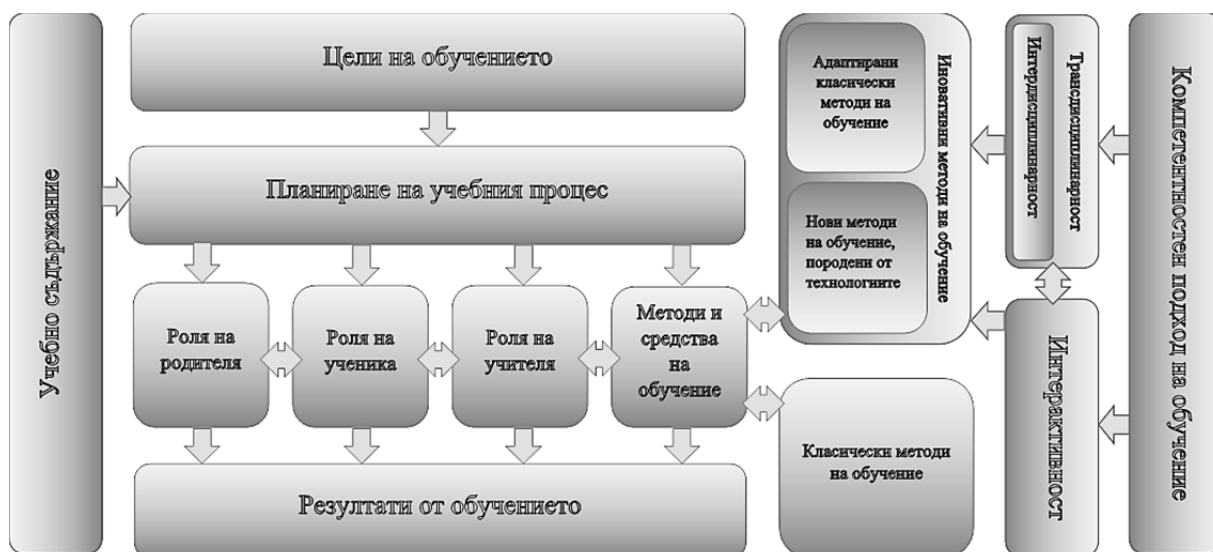 Учебно съдържание
Цели на обучението
Планиране на учебния процес
Роля на
родителя
Роля на
ученика
Роля на
учителя
Методи и
средства
на
обучение
Резултати от обучението
Адаптирани
класически
методи на
обучение
Нови методи
на обучение,
породени от
технологиите
Иновативни методи на обучение
Класически методи
на обучение
Интердисциплинарност
Трансдисциплинарност
Интерактивност
Компетентностен подход на обучение